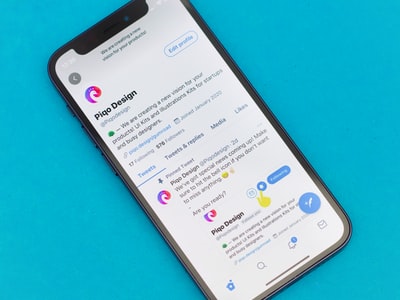 We are creating a new
vision for your products!
Edit profile
Piqo Design
@Piqodesign
— We are creating a new vision for your
products! UI Kits and Illustrations Kits for startups
and busy designers.
piqo.design/gumroad Joined January 2020
17 Following 576 Followers
Tweets Tweets & replies Media Likes
Pinned Tweet
Piqo Design @Piqodesign · 2d
We've got special news coming up! Make
sure to hit the bell icon if you don't want
to miss anything.
Are you ready?
Following
Piqo Design
@Piqodesign
— We are creating a new vision for your
products! UI Kits and Illustrations Kits for startups
and busy designers.